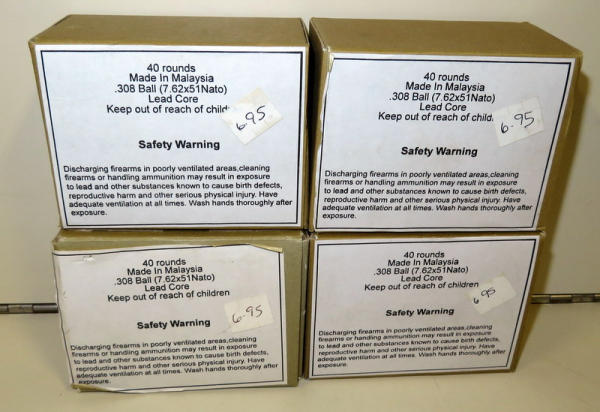 40 rounds
Made In Malaysia
.308 Ball (7.62x51Nato)
Lead Core
Keep out of reach of child
6.95
Safety Warning
Discharging firearms in poorly ventilated areas,cleaning
firearms or handling ammunition may result in exposure
to lead and other substances known to cause birth defects,
reproductive harm and other serious physical injury. Have
adequate ventilation at all times. Wash hands thoroughly after
exposure.
40 rounds
Made In Malaysia
.308 Ball (7.62x51Nato)
Lead Core
Keep out of reach of child
6.95
Safety Warning
Discharging firearms in poorly ventilated areas,cleaning
firearms or handling ammunition may result in exposure
to lead and other substances known to cause birth defects,
reproductive harm and other serious physical injury. Have
adequate ventilation at all times. Wash hands thoroughly after
exposure.
40 rounds
Made In Malaysia
.308 Ball (7.62x51Nato)
Lead Core
Keep out of reach of children
6-95
Safety Warning
Discharging firearms in poorly ventilated areas,cleaning
firearms or handling ammunition may result in exposure
to lead and other substances known to cause birth defects,
reproductive harm and other serious physical injury. Have
adequate ventilation at all times. Wash hands thoroughly after
exposure.
40 rounds
Made In Malaysia
.308 Ball (7.62x51Nato)
Lead Core
Keep out of reach of children
6.95
Safety Warning
Discharging firearms in poorly ventilated areas,cleaning
firearms or handling ammunition may result in exposure
to lead and other substances known to cause birth defects,
reproductive harm and other serious physical injury. Have
adequate ventilation at all times. Wash hands thoroughly after
exposure.